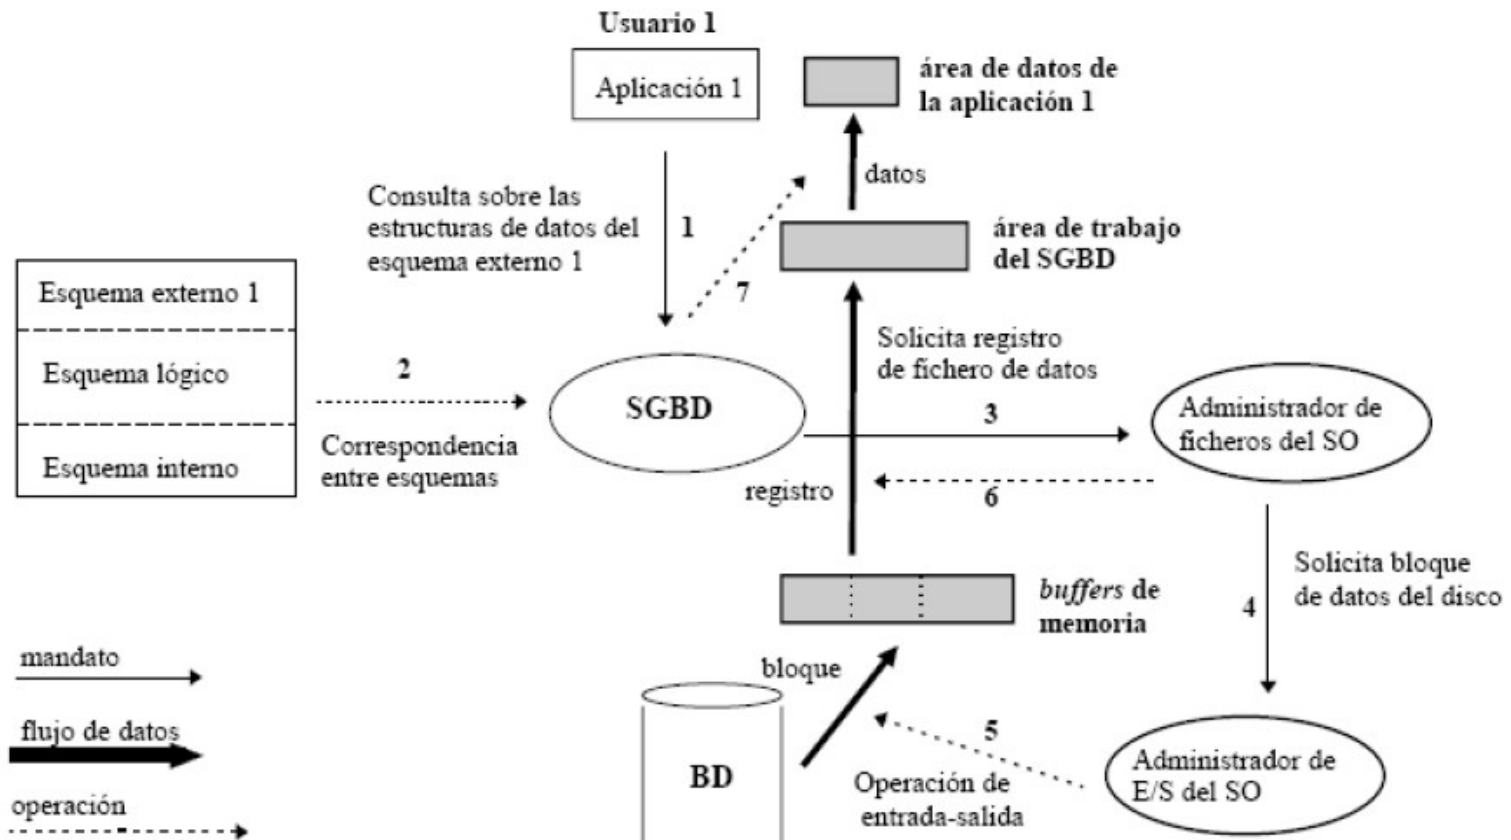 Usuario 1
Aplicación 1
área de datos de
la aplicación 1
datos
Consulta sobre las
estructuras de datos del
esquema externo 1
1
7
área de trabajo
del SGBD
Esquema externo 1
Esquema lógico
Esquema interno
2
Correspondencia
entre esquemas
SGBD
Solicita registro
de fichero de datos
3
Administrador de
ficheros del SO
registro
6
Solicita bloque
de datos del disco
4
buffers de
memoria
bloque
mandato
flujo de datos
operación
BD
5
Operación de
entrada-salida
Administrador de
E/S del SO